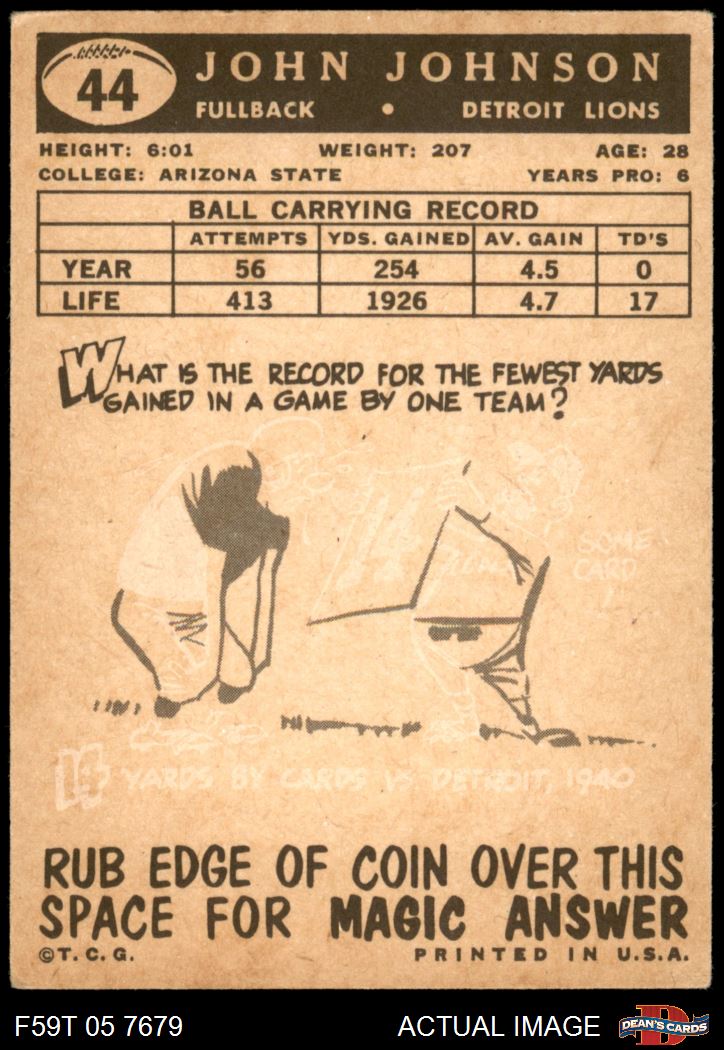 44
JOHN JOHNSON
FULLBACK • DETROIT LIONS
HEIGHT: 6:01 WEIGHT: 207 AGE: 28
COLLEGE: ARIZONA STATE YEARS PRO: 6
BALL CARRYING RECORD
ATTEMPTS YDS. GAINED AV. GAIN TD'S
YEAR 56 254 4.5 0
LIFE 413 1926 4.7 17
WHAT IS THE RECORD FOR THE FEWEST YARDS
GAINED IN A GAME BY ONE TEAM?
SOME
CARD
YARDS BY CARDS VS DETROIT, 1940
RUB EDGE OF COIN OVER THIS
SPACE FOR MAGIC ANSWER
©T. C. G. PRINTED IN U.S.A.
F59T 05 7679 ACTUAL IMAGE DEAN'S CARDS